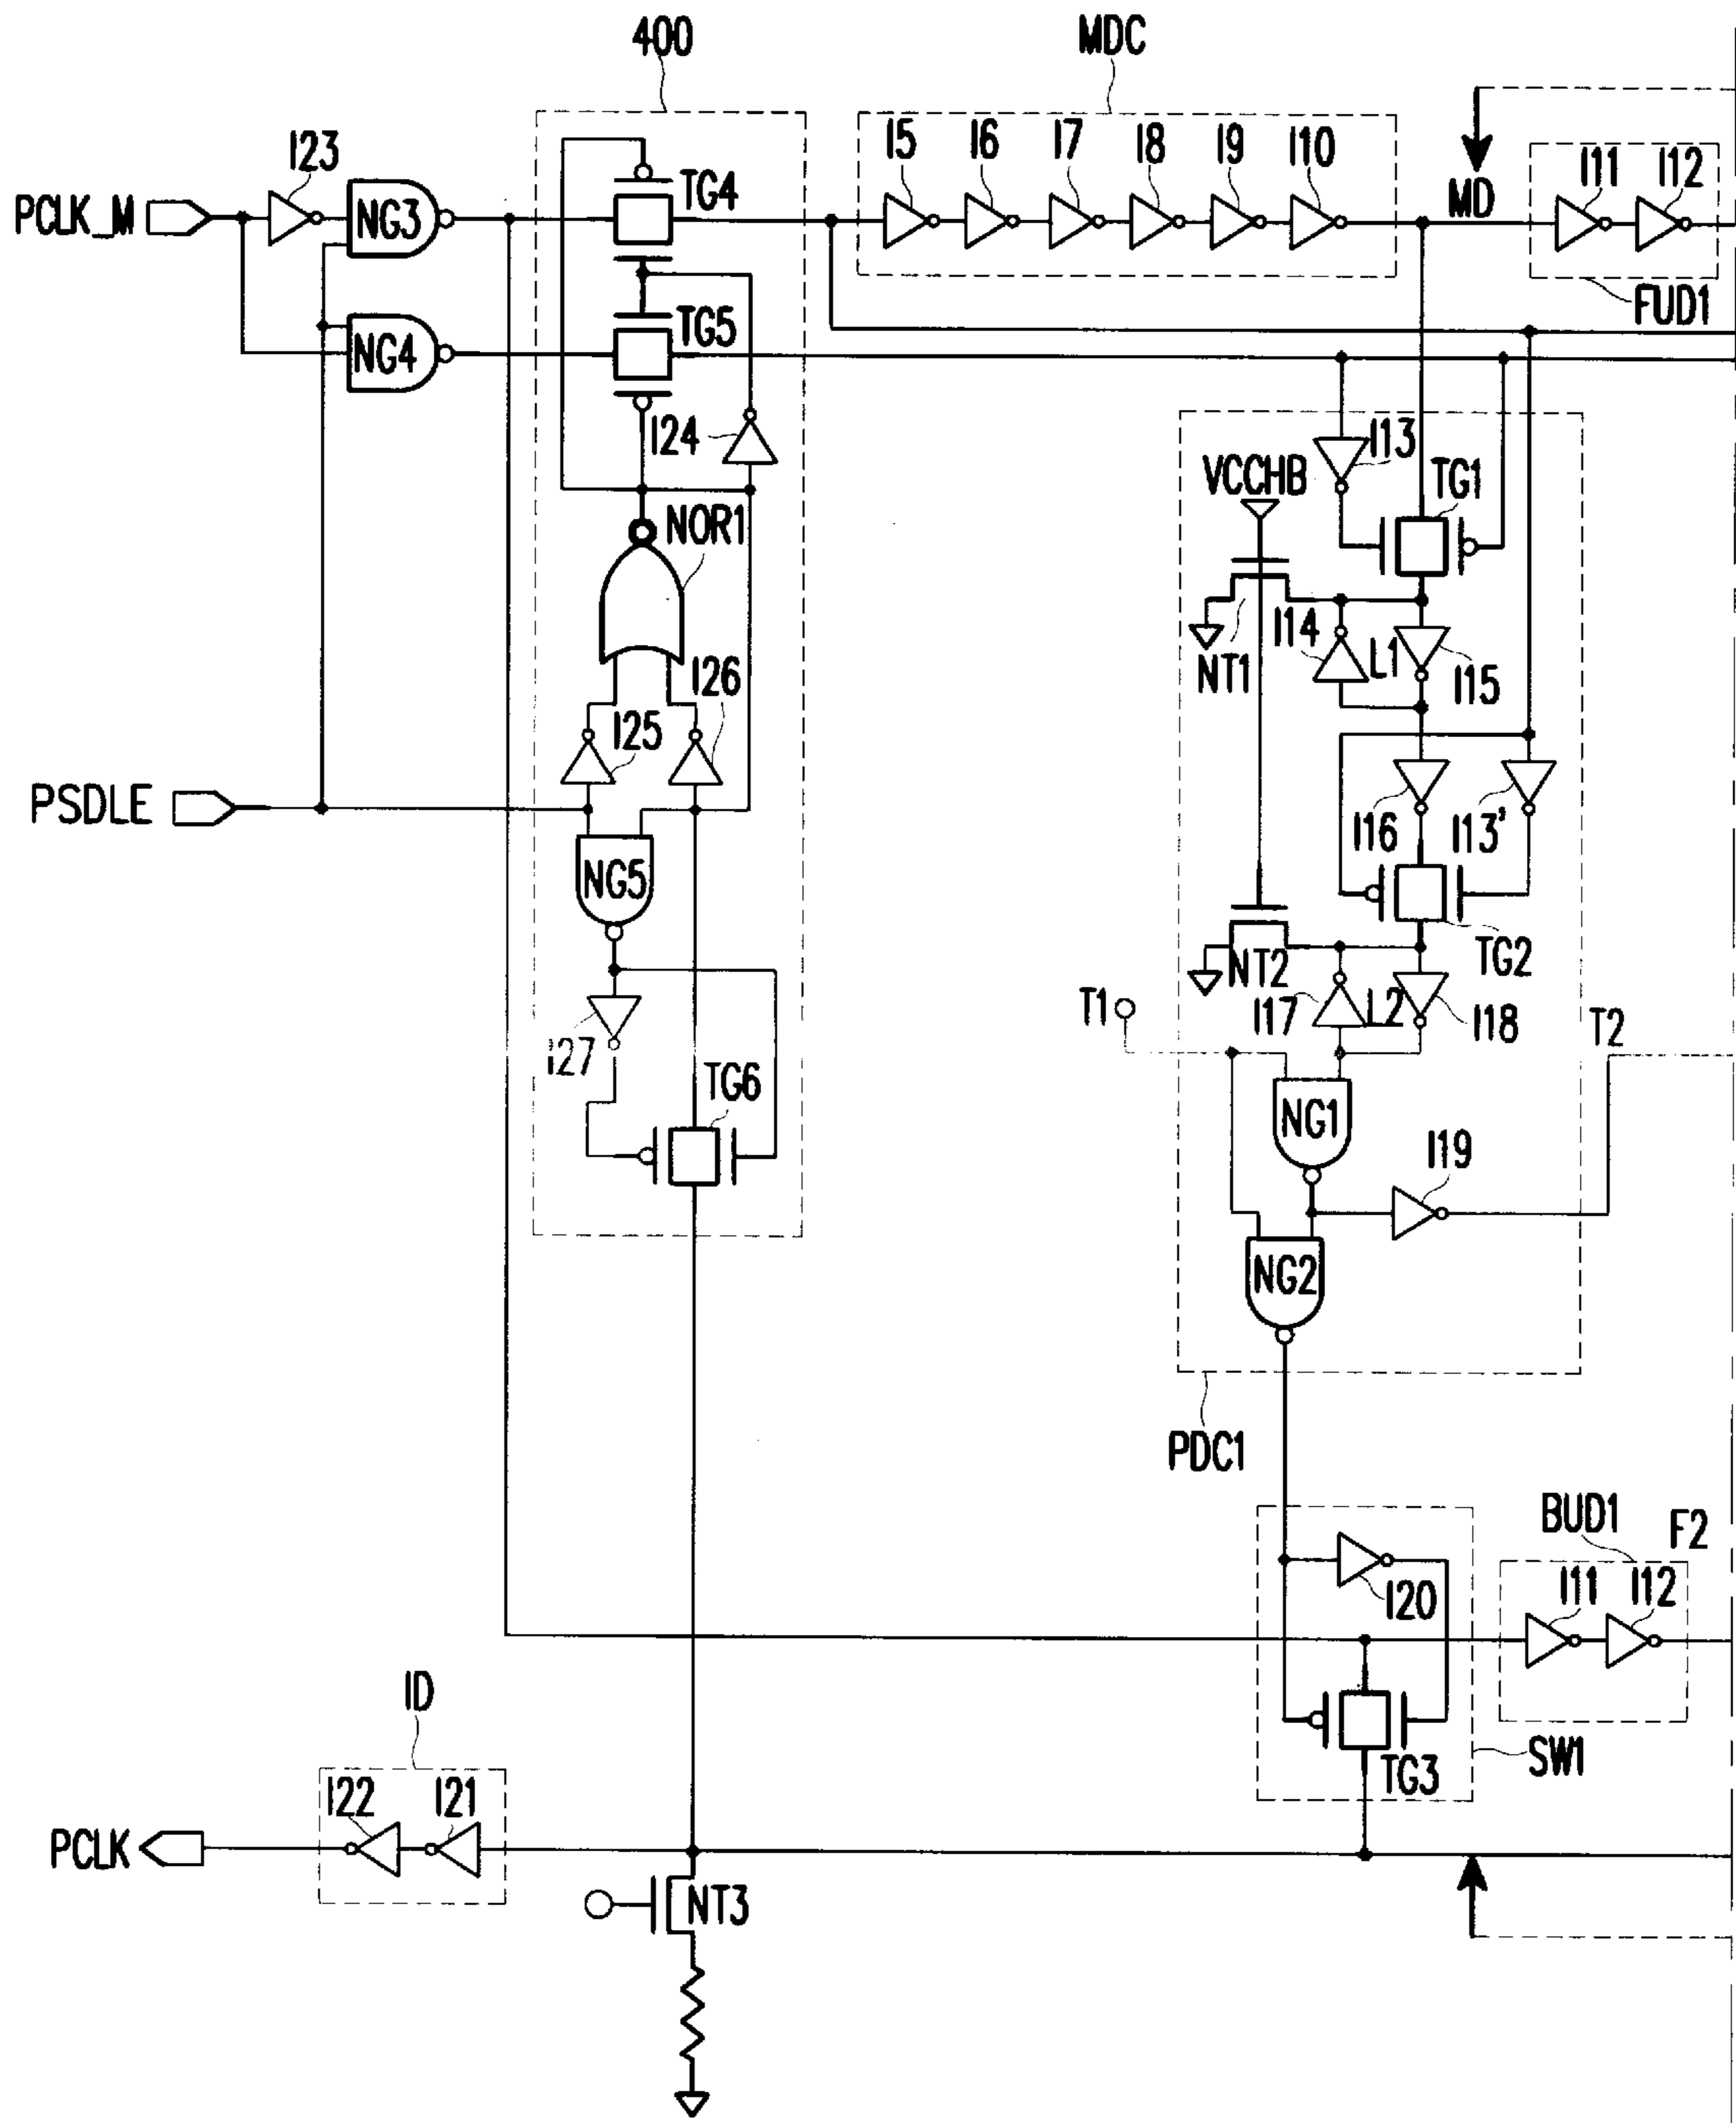 400
MDC
I23
I5
I6
I7
I8
I9
I10
I11
I12
PCLK_M
NG3
TG4
MD
FUD1
NG4
TG5
I24
I13
VCCHB
TG1
NOR1
I14
L1
I15
NT1
I25
I26
PSDLE
I16
I13'
NG5
NT2
TG2
T1
I17
L2
I18
T2
I27
TG6
NG1
I19
NG2
PDC1
BUD1
F2
I20
I11
I12
ID
SW1
TG3
I22
I21
PCLK
NT3